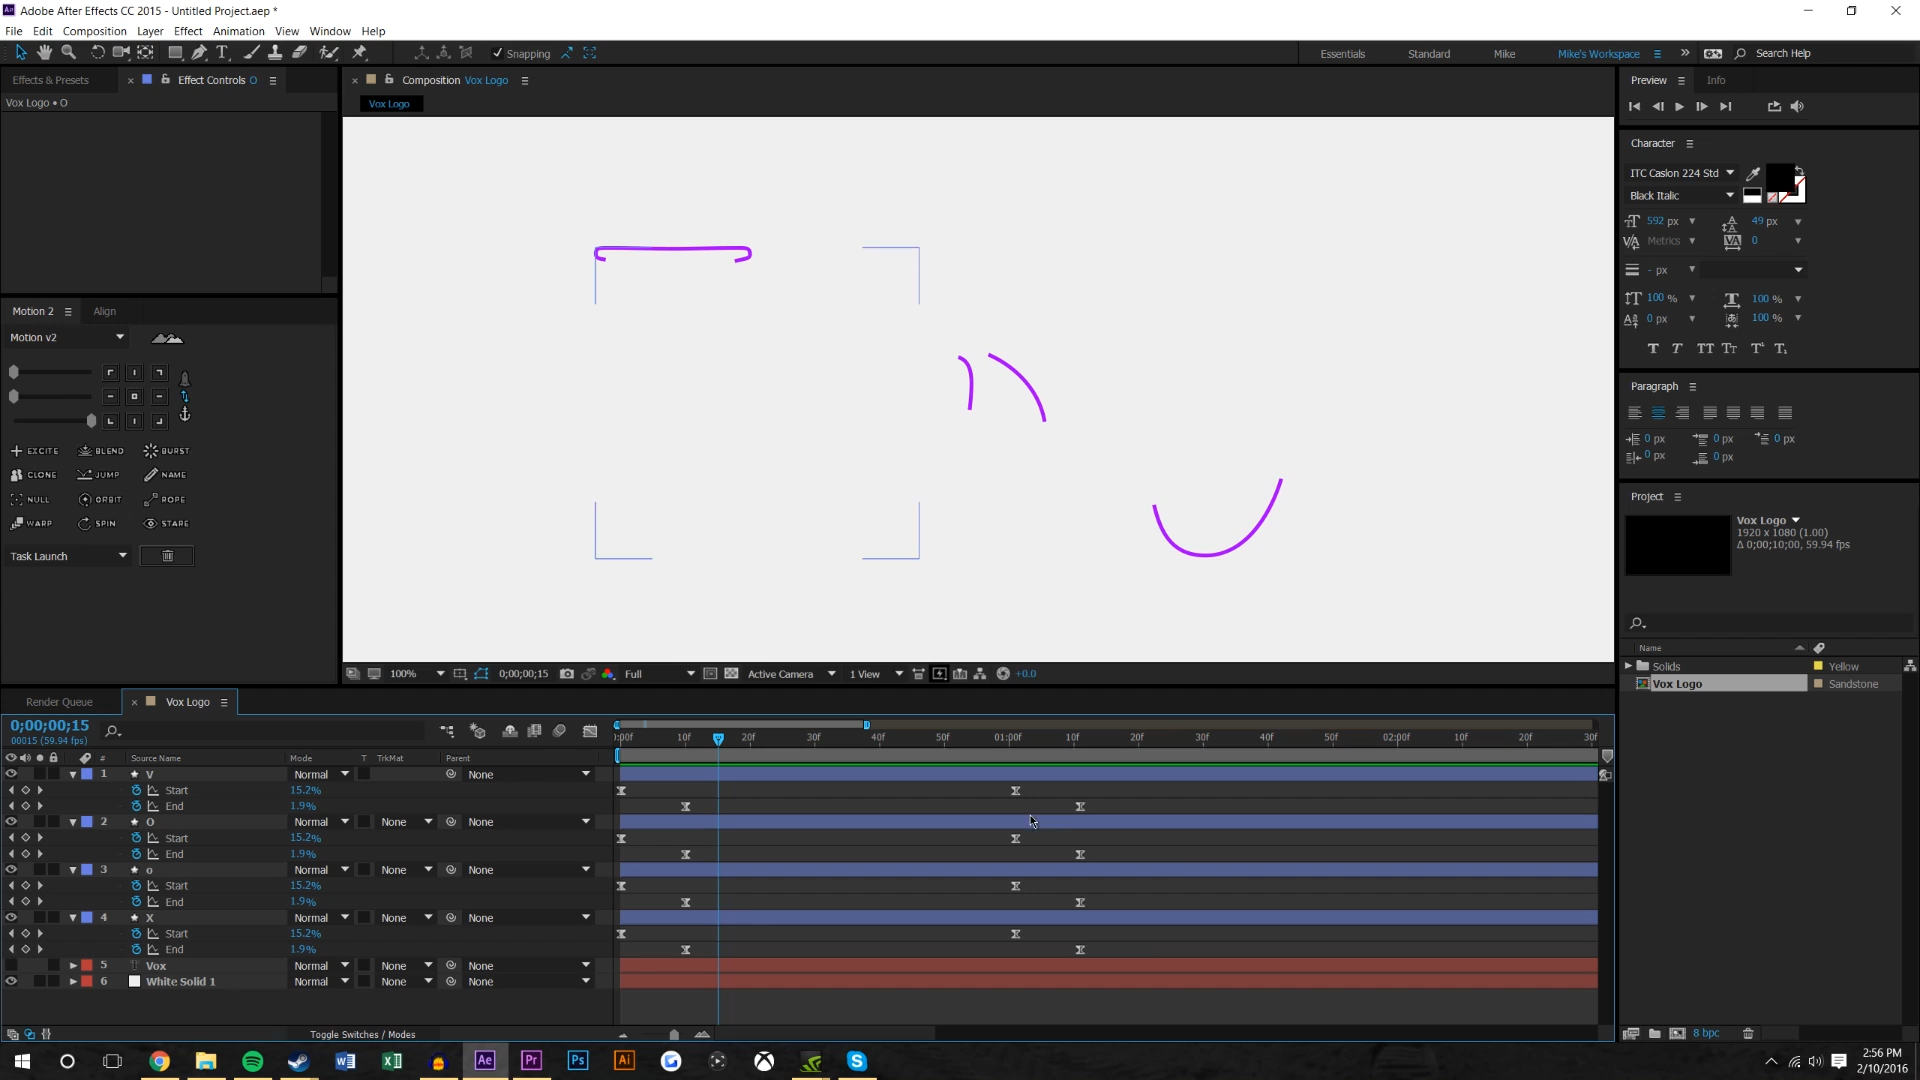 Adobe After Effects CC 2015 - Untitled Project.aep *
File Edit Composition Layer Effect Animation View Window Help
Snapping
Essentials Standard Mike Mike's Workspace Search Help
Effects & Presets Effect Controls O
Vox Logo • O
Composition Vox Logo
Vox Logo
Preview Info
Character
ITC Caslon 224 Std
Black Italic
592 px 49 px
Metrics 0
- px
100 % 100 %
0 px 100 %
Paragraph
0 px 0 px 0 px
0 px 0 px
Project
Vox Logo
1920 x 1080 (1.00)
Δ 0;00;10;00, 59.94 fps
Name
Solids Yellow
Vox Logo Sandstone
8 bpc
Motion 2 Align
Motion v2
EXCITE BLEND BURST
CLONE JUMP NAME
NULL ORBIT ROPE
WARP SPIN STARE
Task Launch
100% 0;00;00;15 Full Active Camera 1 View +0.0
Render Queue Vox Logo
0;00;00;15
00015 (59.94 fps)
):00f 10f 20f 30f 40f 50f 01:00f 10f 20f 30f 40f 50f 02:00f 10f 20f 30f
# Source Name Mode T TrkMat Parent
1 V Normal None
Start 15.2%
End 1.9%
2 O Normal None None
Start 15.2%
End 1.9%
3 o Normal None None
Start 15.2%
End 1.9%
4 X Normal None None
Start 15.2%
End 1.9%
5 T Vox Normal None None
6 White Solid 1 Normal None None
Toggle Switches / Modes
Ae Pr Ps Ai
2:56 PM
2/10/2016